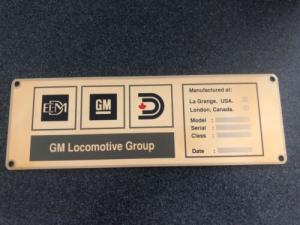 EMD
GM
D
GM Locomotive Group
Manufactured at:
La Grange, USA.
London, Canada.
Model :
Serial :
Class :
Date :